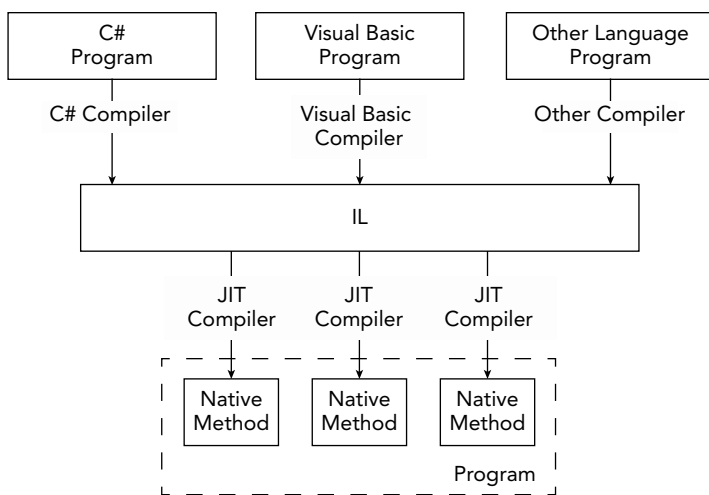 C#
Program
Visual Basic
Program
Other Language
Program
C# Compiler
Visual Basic
Compiler
Other Compiler
IL
JIT
Compiler
JIT
Compiler
JIT
Compiler
Native
Method
Native
Method
Native
Method
Program